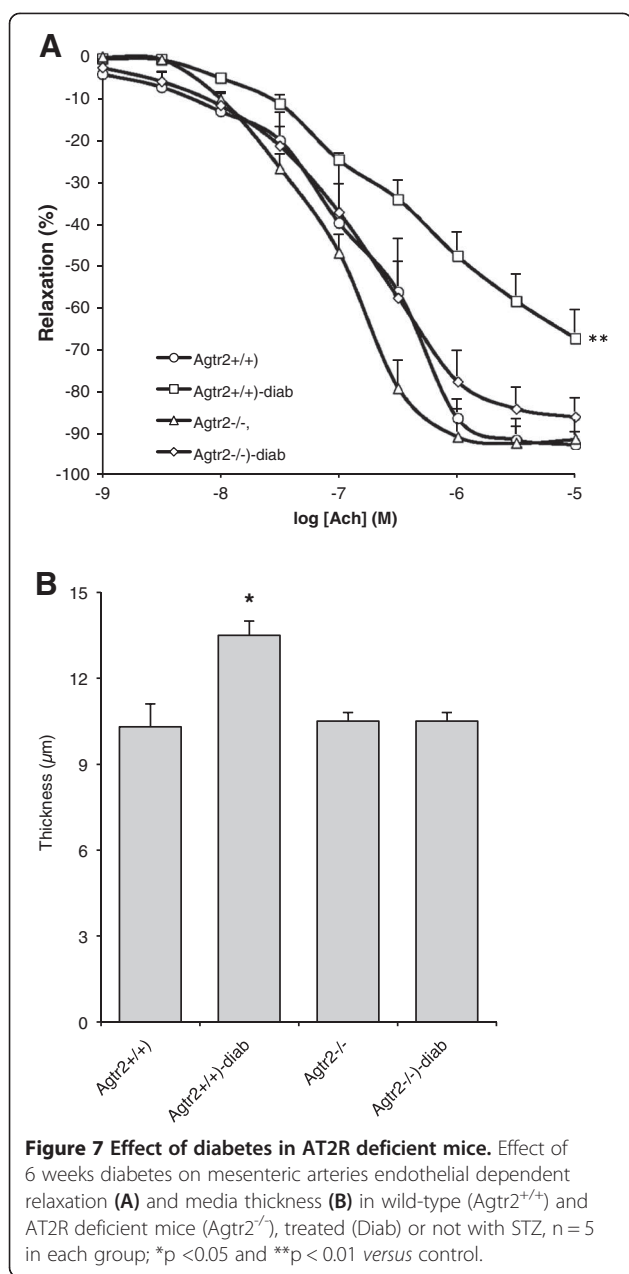 A
0
-10
-20
-30
-40
-50
-60
-70
-80
-90
-100
Relaxation (%)
Agtr2+/+)
Agtr2+/+)-diab
Agtr2-/-,
Agtr2-/-)-diab
**
-9
-8
-7
-6
-5
log [Ach] (M)
B
15
12
9
6
3
0
Thickness (µm)
*
Agtr2+/+)
Agtr2+/+)-diab
Agtr2-/-
Agtr2-/-)-diab
Figure 7 Effect of diabetes in AT2R deficient mice. Effect of
6 weeks diabetes on mesenteric arteries endothelial dependent
relaxation (A) and media thickness (B) in wild-type (Agtr2+/+) and
AT2R deficient mice (Agtr2-/-), treated (Diab) or not with STZ, n = 5
in each group; *p <0.05 and **p < 0.01 versus control.